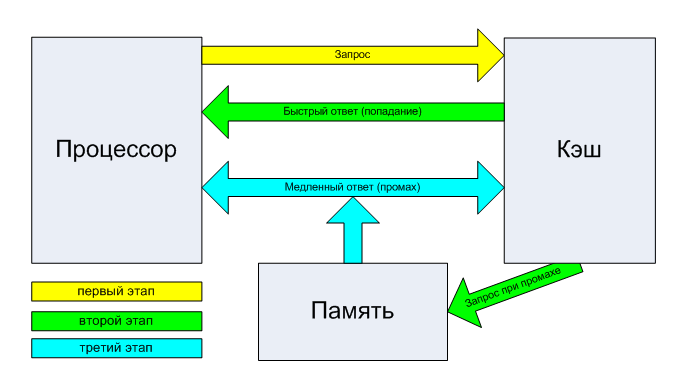 Запрос
Быстрый ответ (попадание)
Процессор
Кэш
Медленный ответ (промах)
Запрос при промахе
Память
первый этап
второй этап
третий этап